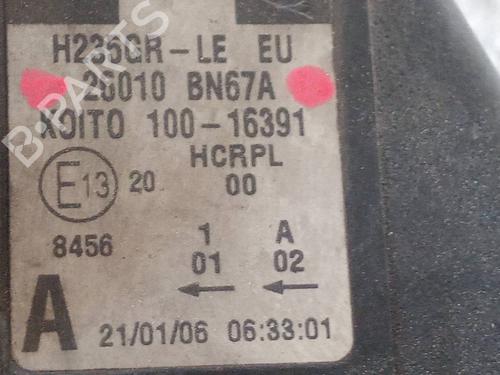 H235GR-LE EU
26010 BN67A
KOITO 100-16391
HCRPL
E13 20 00
8456 1 A
01 02
A
21/01/06 06:33:01
B-PARTS